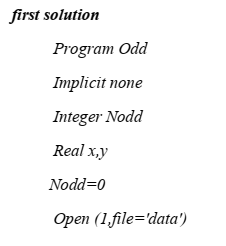 first solution
Program Odd
Implicit none
Integer Nodd
Real x,y
Nodd=0
Open (1,file='data')